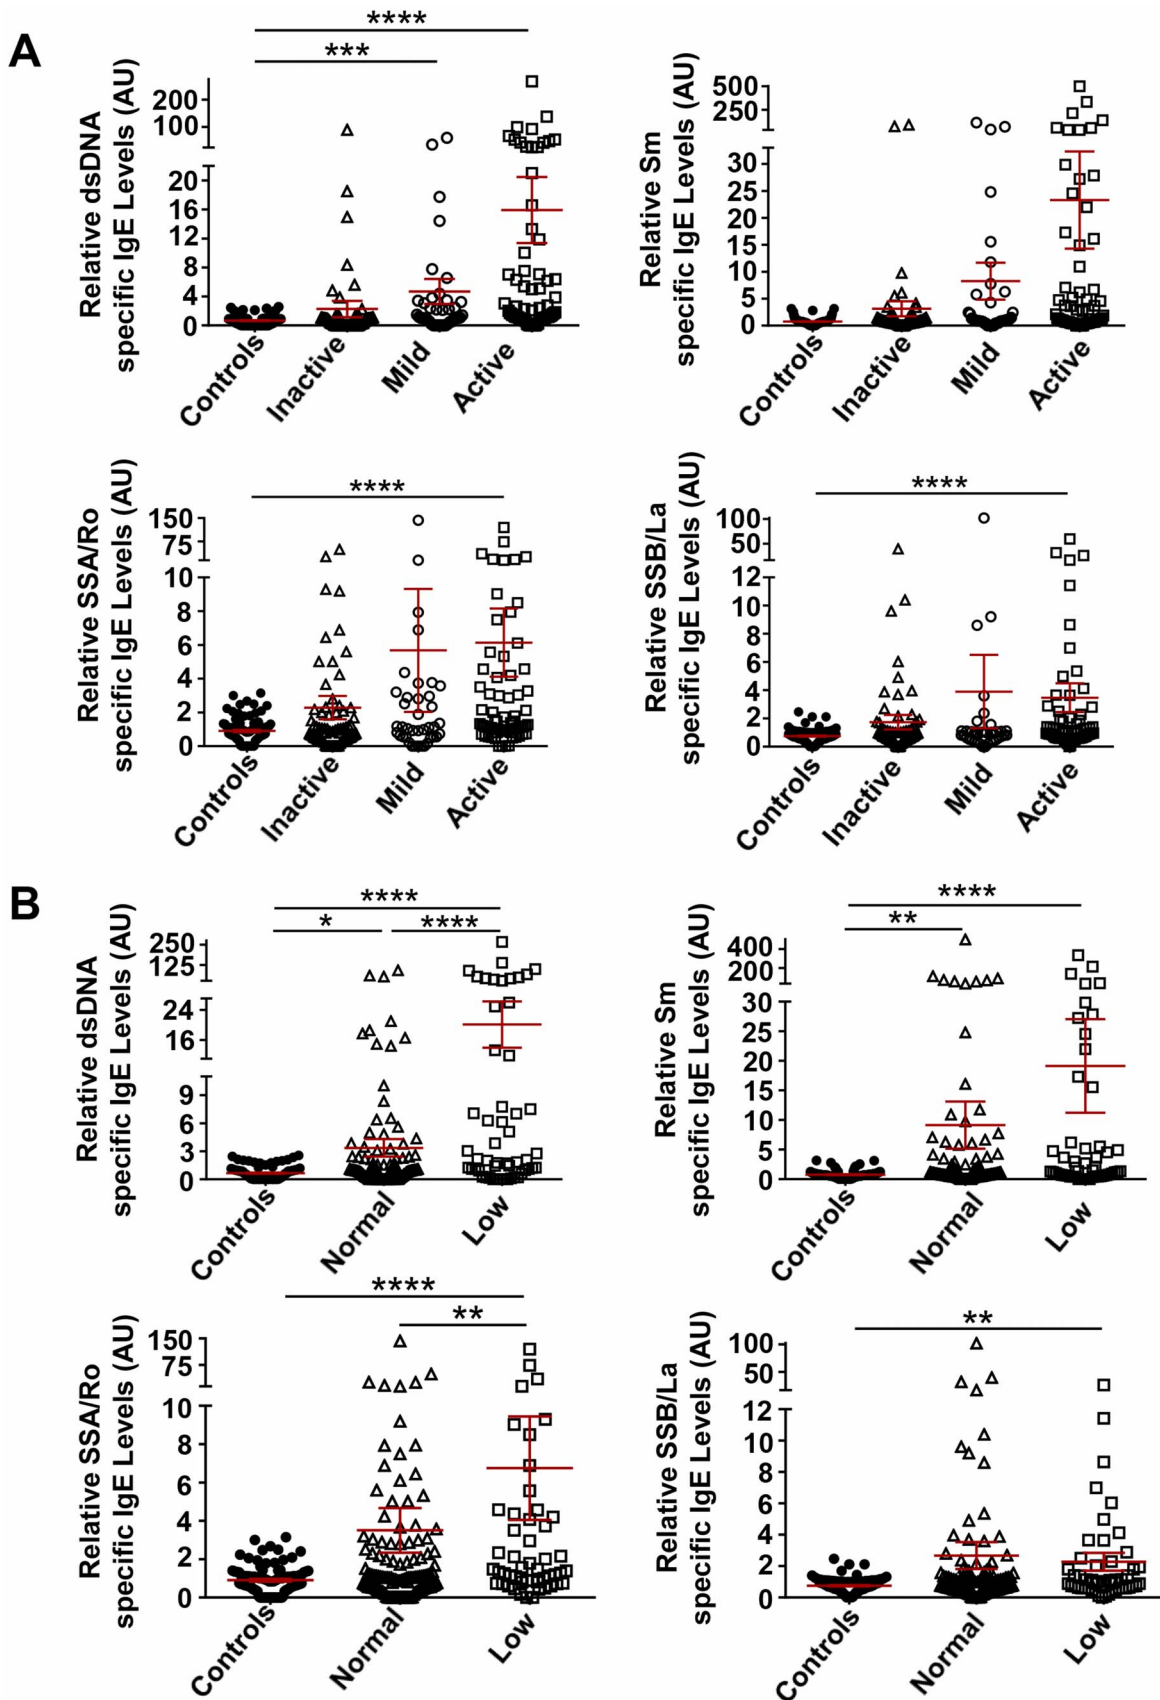 A
****
***
Relative dsDNA
specific IgE Levels (AU)
200
100
20
16
12
8
4
0
Controls
Inactive
Mild
Active
Relative Sm
specific IgE Levels (AU)
500
250
30
25
20
15
10
5
0
Controls
Inactive
Mild
Active
****
Relative SSA/Ro
specific IgE Levels (AU)
150
75
10
8
6
4
2
0
Controls
Inactive
Mild
Active
****
Relative SSB/La
specific IgE Levels (AU)
100
50
12
10
8
6
4
2
0
Controls
Inactive
Mild
Active
B
****
* ****
Relative dsDNA
specific IgE Levels (AU)
250
125
24
16
9
6
3
0
Controls
Normal
Low
****
**
Relative Sm
specific IgE Levels (AU)
400
200
30
25
20
15
10
5
0
Controls
Normal
Low
****
**
Relative SSA/Ro
specific IgE Levels (AU)
150
75
10
8
6
4
2
0
Controls
Normal
Low
**
Relative SSB/La
specific IgE Levels (AU)
100
50
12
10
8
6
4
2
0
Controls
Normal
Low